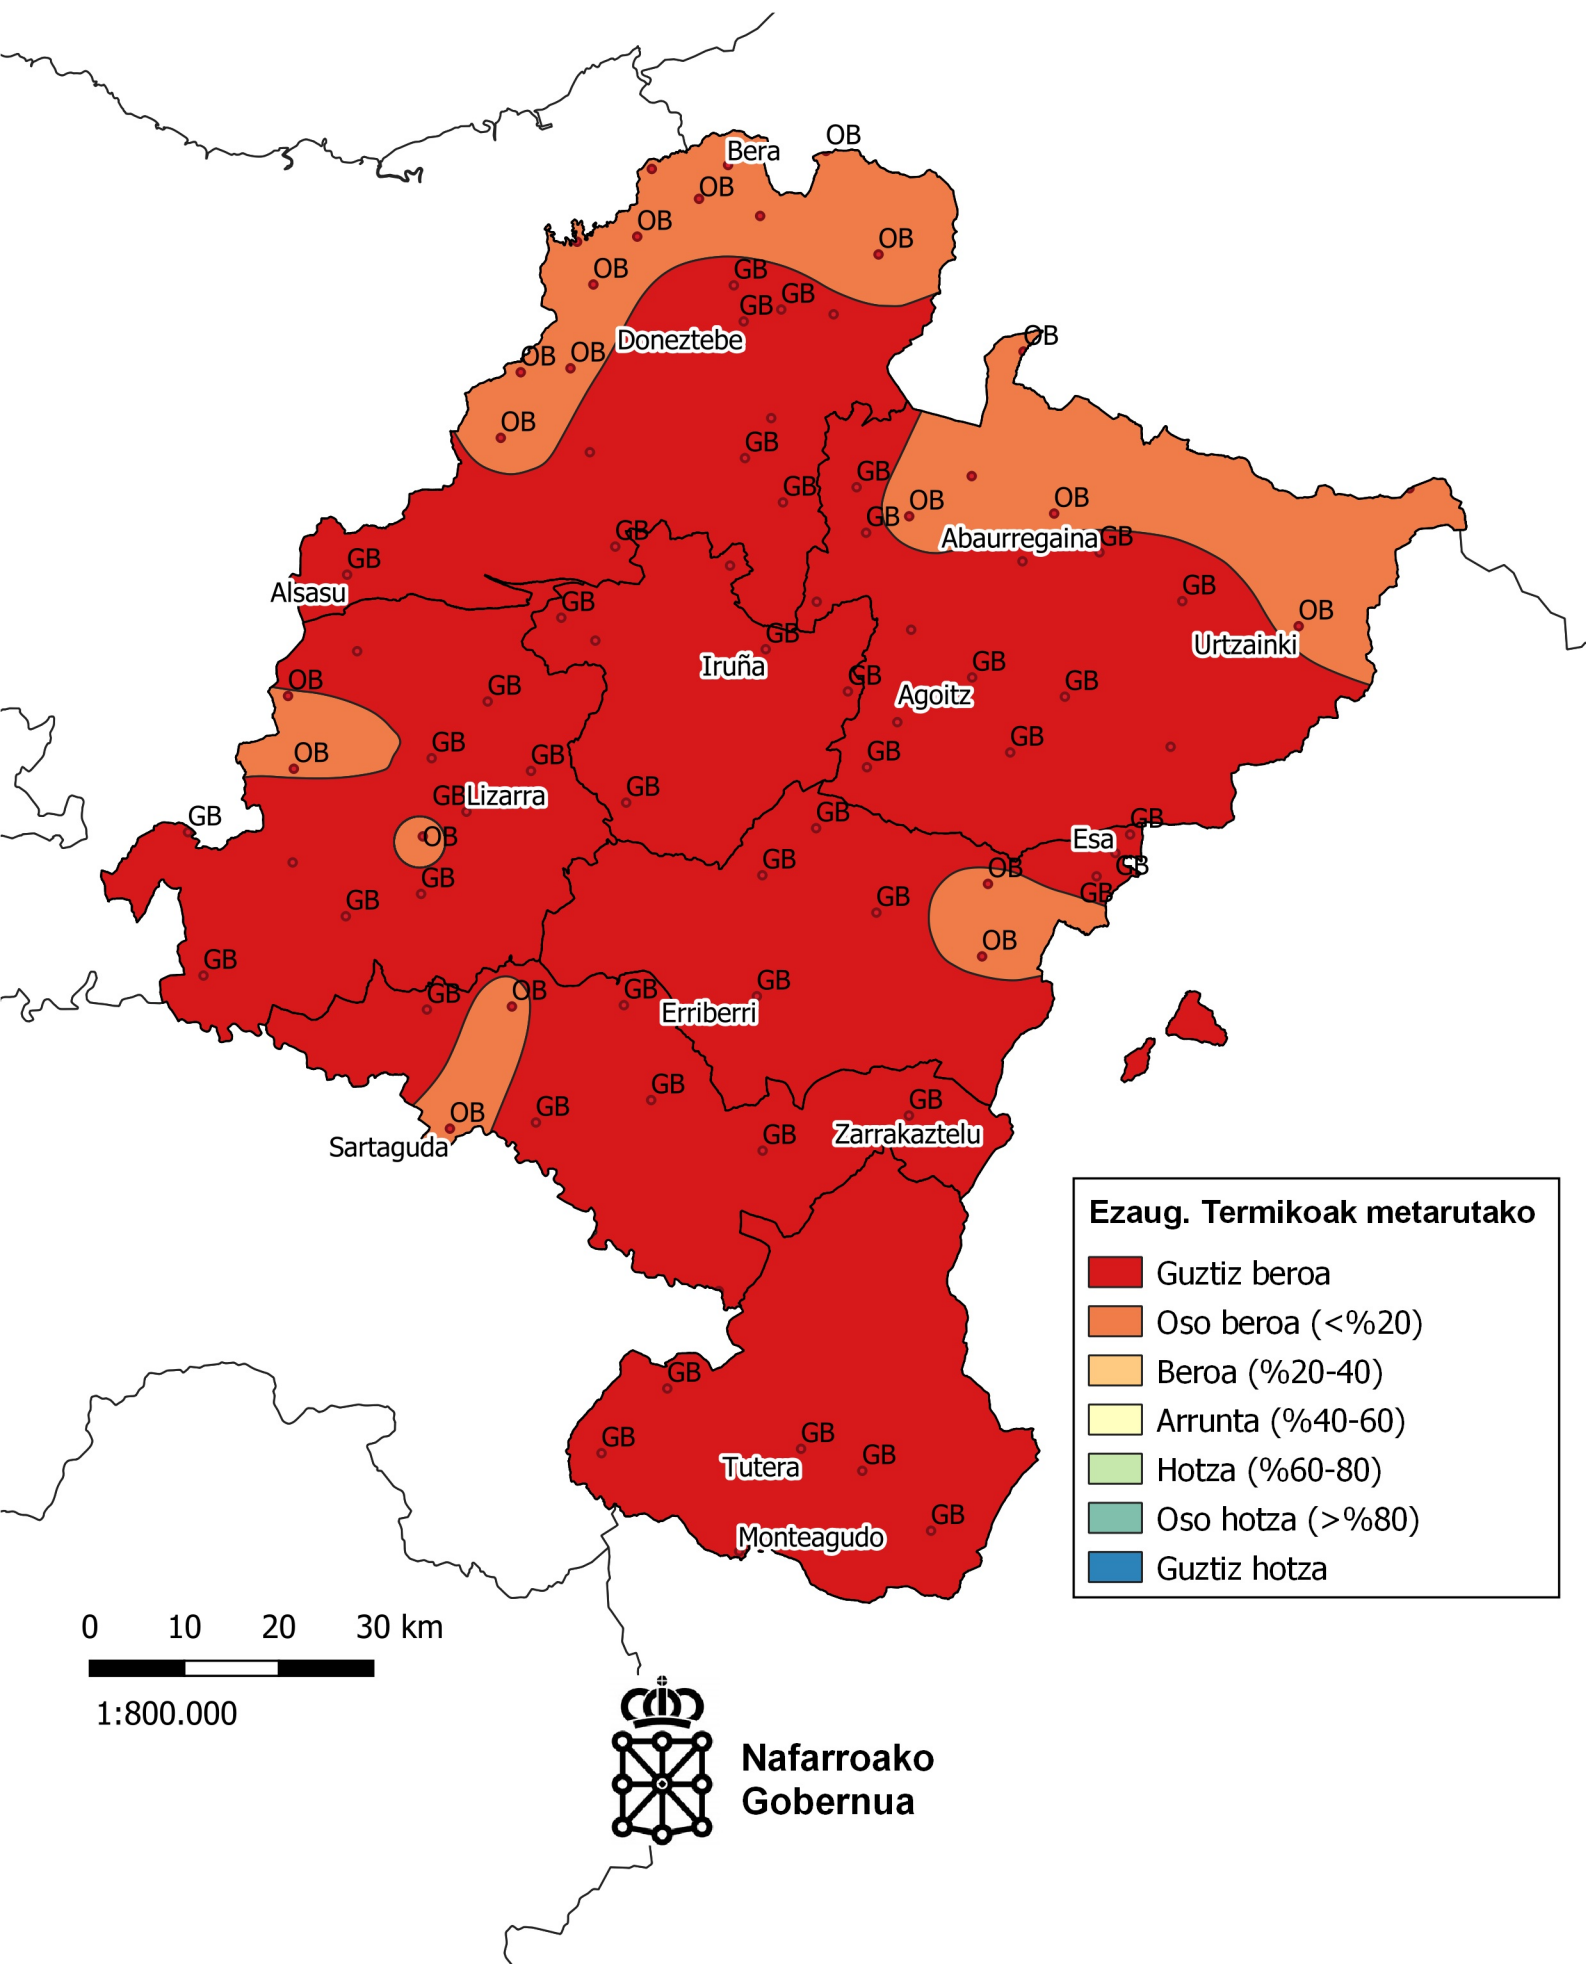 OB
Bera
OB
OB
OB
OB
GB
GB
GB
OB
Doneztebe
OB
OB
OB
GB
GB
GB
OB
OB
GB
GB
Abaurregaina
GB
GB
GB
Alsasu
GB
GB
OB
GB
Urtzainki
Iruña
GB
OB
GB
GB
Agoitz
GB
GB
GB
OB
GB
GB
GB
GB
Lizarra
GB
GB
GB
OB
Esa
GB
OB
GB
GB
GB
GB
GB
OB
GB
GB
GB
OB
GB
Erriberri
GB
GB
OB
GB
GB
Zarrakaztelu
Sartaguda
GB
GB
GB
Tutera
GB
GB
Monteagudo
Ezaug. Termikoak metarutako
Guztiz beroa
Oso beroa (<%20)
Beroa (%20-40)
Arrunta (%40-60)
Hotza (%60-80)
Oso hotza (>%80)
Guztiz hotza
0 10 20 30 km
1:800.000
Nafarroako
Gobernua